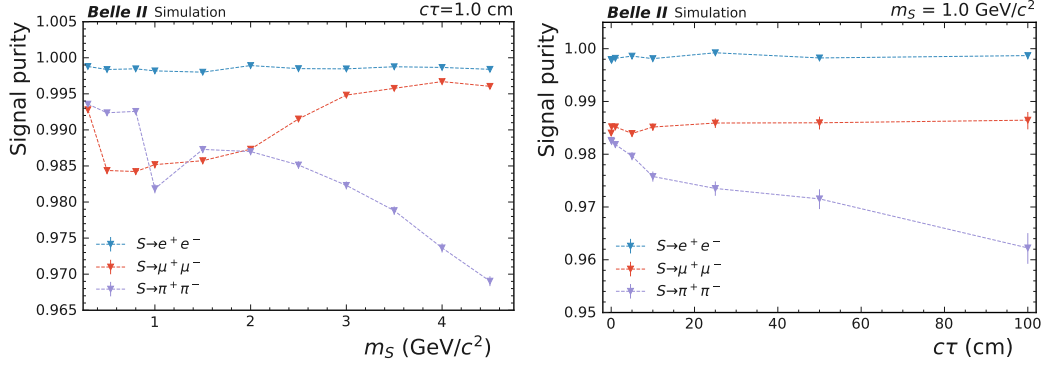 Belle II Simulation cτ=1.0 cm
Signal purity
1.005
1.000
0.995
0.990
0.985
0.980
0.975
0.970
0.965
S→e⁺e⁻
S→μ⁺μ⁻
S→π⁺π⁻
1 2 3 4
m_S (GeV/c²)
Belle II Simulation m_S = 1.0 GeV/c²
Signal purity
1.00
0.99
0.98
0.97
0.96
0.95
S→e⁺e⁻
S→μ⁺μ⁻
S→π⁺π⁻
0 20 40 60 80 100
cτ (cm)